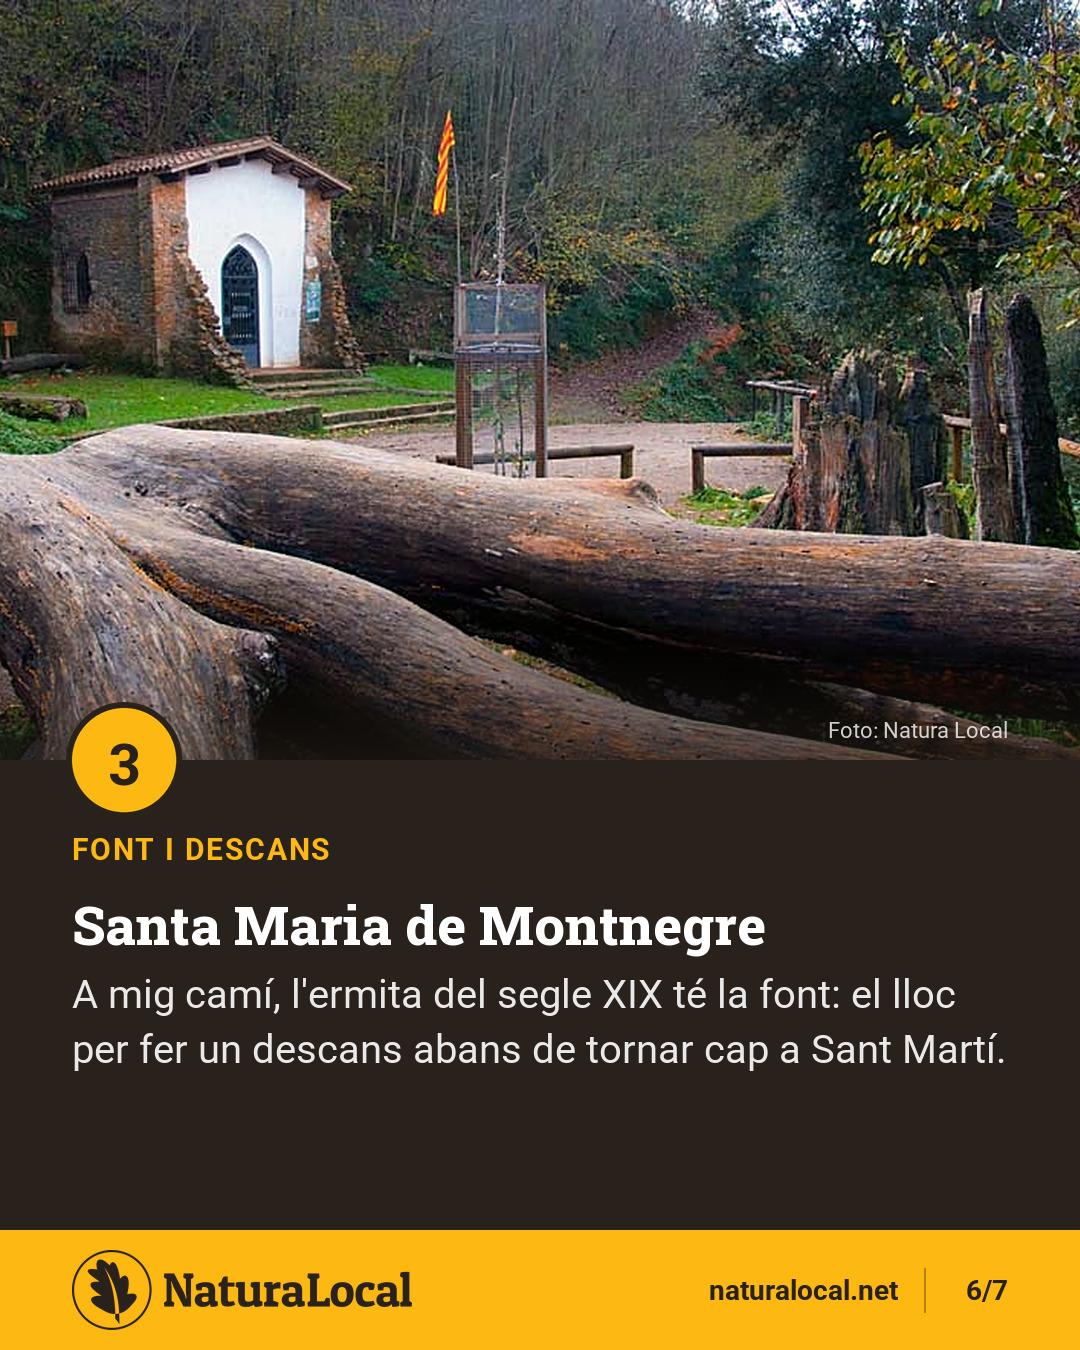 Foto: Natura Local
3
FONT I DESCANS
Santa Maria de Montnegre
A mig camí, l'ermita del segle XIX té la font: el lloc
per fer un descans abans de tornar cap a Sant Martí.
NaturaLocal
naturalocal.net
6/7